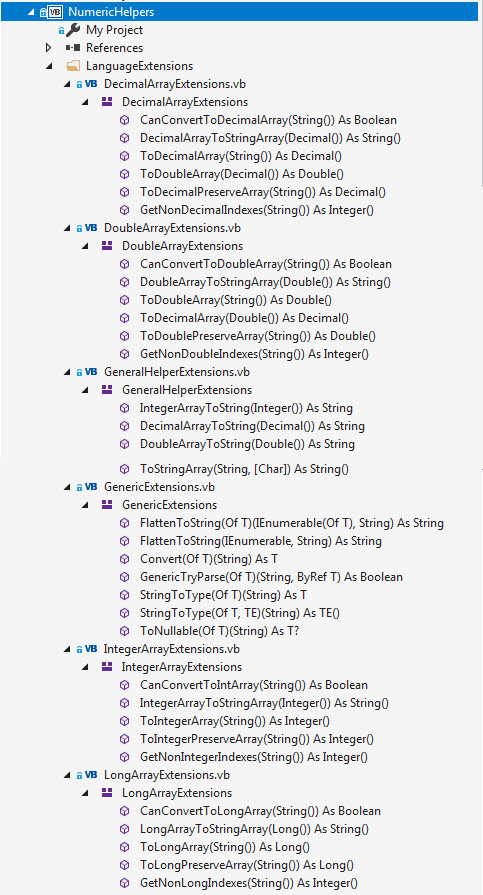 VB NumericHelpers
My Project
References
LanguageExtensions
VB DecimalArrayExtensions.vb
DecimalArrayExtensions
CanConvertToDecimalArray(String()) As Boolean
DecimalArrayToStringArray(Decimal()) As String()
ToDecimalArray(String()) As Decimal()
ToDoubleArray(Decimal()) As Double()
ToDecimalPreserveArray(String()) As Decimal()
GetNonDecimalIndexes(String()) As Integer()
VB DoubleArrayExtensions.vb
DoubleArrayExtensions
CanConvertToDoubleArray(String()) As Boolean
DoubleArrayToStringArray(Double()) As String()
ToDoubleArray(String()) As Double()
ToDecimalArray(Double()) As Decimal()
ToDoublePreserveArray(String()) As Double()
GetNonDoubleIndexes(String()) As Integer()
VB GeneralHelperExtensions.vb
GeneralHelperExtensions
IntegerArrayToString(Integer()) As String
DecimalArrayToString(Decimal()) As String
DoubleArrayToString(Double()) As String
ToStringArray(String, [Char]) As String()
VB GenericExtensions.vb
GenericExtensions
FlattenToString(Of T)(IEnumerable(Of T), String) As String
FlattenToString(IEnumerable, String) As String
Convert(Of T)(String) As T
GenericTryParse(Of T)(String, ByRef T) As Boolean
StringToType(Of T)(String) As T
StringToType(Of T, TE)(String) As TE()
ToNullable(Of T)(String) As T?
VB IntegerArrayExtensions.vb
IntegerArrayExtensions
CanConvertToIntArray(String()) As Boolean
IntegerArrayToStringArray(Integer()) As String()
ToIntegerArray(String()) As Integer()
ToIntegerPreserveArray(String()) As Integer()
GetNonIntegerIndexes(String()) As Integer()
VB LongArrayExtensions.vb
LongArrayExtensions
CanConvertToLongArray(String()) As Boolean
LongArrayToStringArray(Long()) As String()
ToLongArray(String()) As Long()
ToLongPreserveArray(String()) As Long()
GetNonLongIndexes(String()) As Integer()